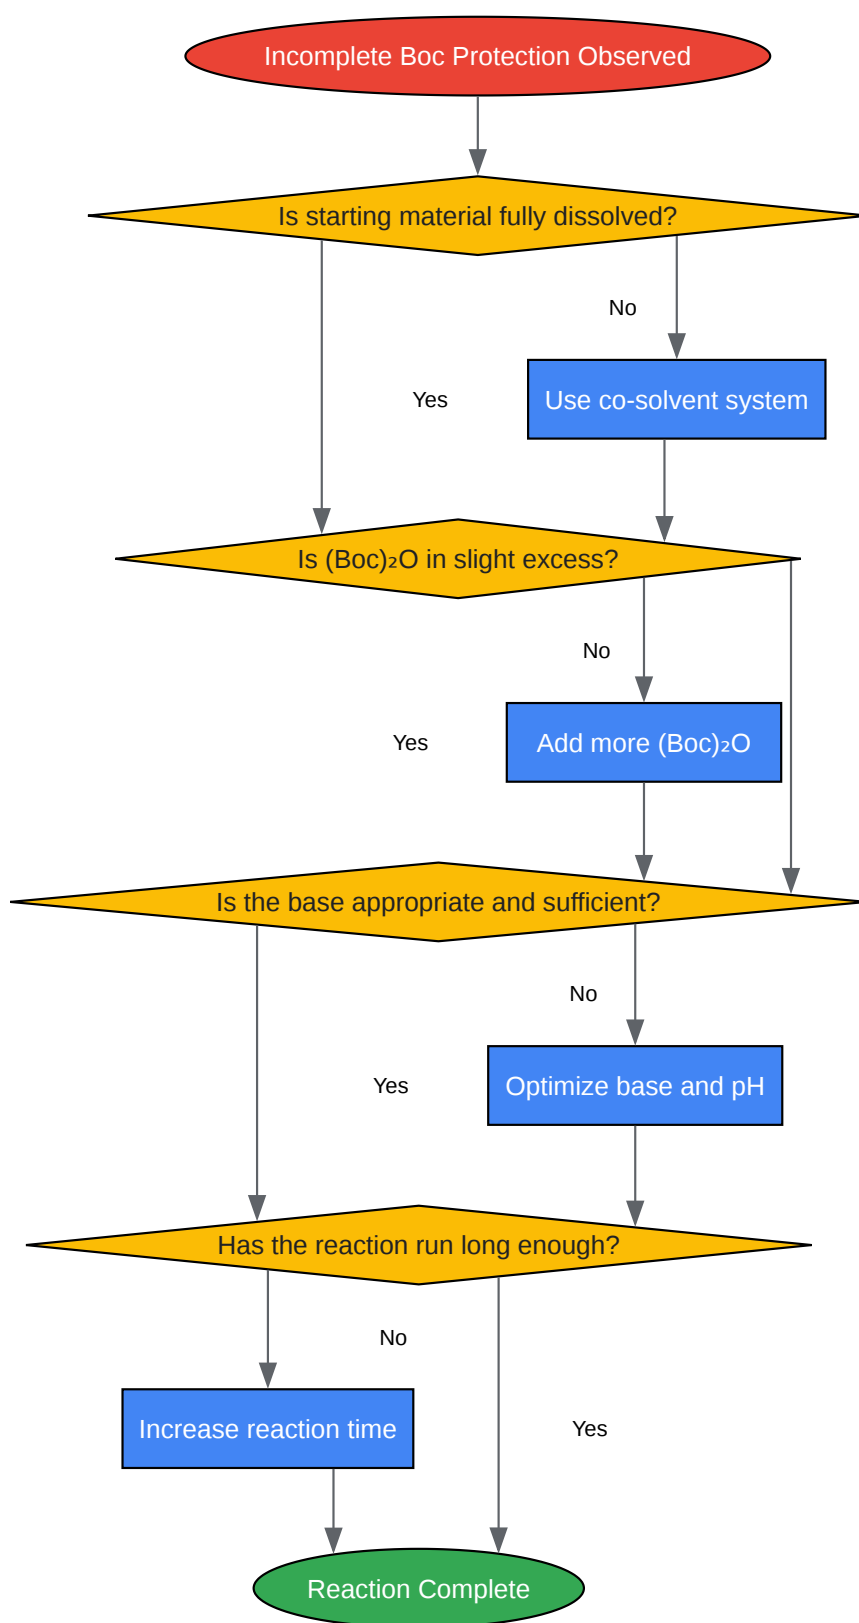 Incomplete Boc Protection Observed
Is starting material fully dissolved?
No
Yes
Use co-solvent system
Is (Boc)₂O in slight excess?
No
Yes
Add more (Boc)₂O
Is the base appropriate and sufficient?
No
Yes
Optimize base and pH
Has the reaction run long enough?
No
Increase reaction time
Yes
Reaction Complete